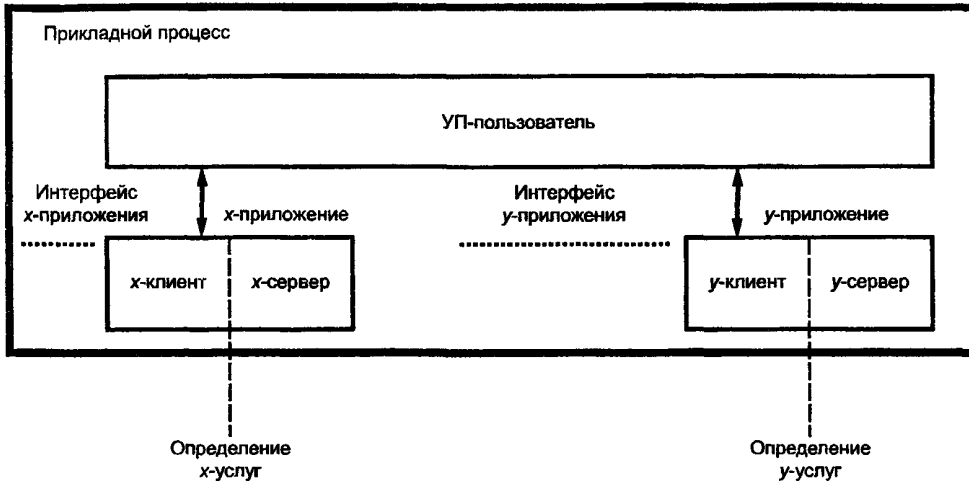 Прикладной процесс
УП-пользователь
Интерфейс
x-приложения
x-приложение
Интерфейс
y-приложения
y-приложение
x-клиент
x-сервер
y-клиент
y-сервер
Определение
x-услуг
Определение
y-услуг